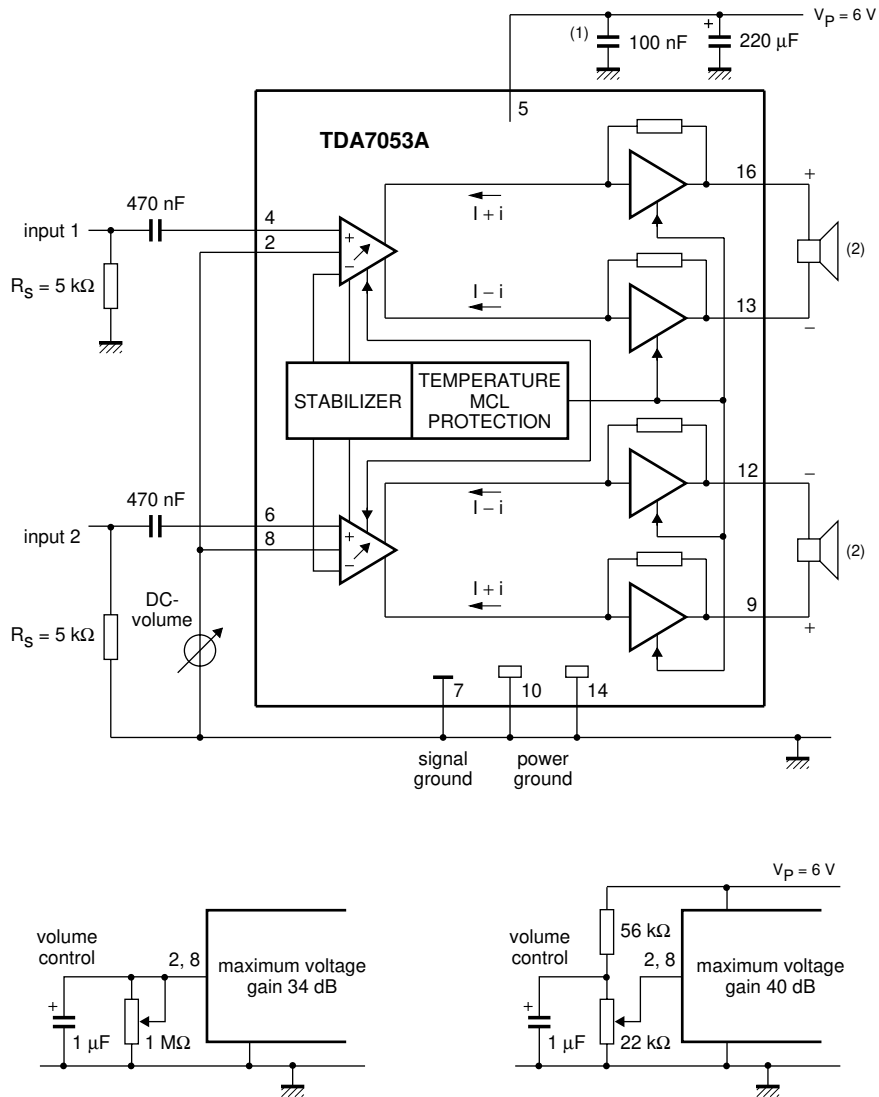 V_P = 6 V
(1)
100 nF
+
220 μF
5
TDA7053A
16
+
470 nF
input 1
4
2
I + i
+
−
(2)
R_S = 5 kΩ
I − i
13
−
STABILIZER
TEMPERATURE
MCL
PROTECTION
12
−
470 nF
input 2
6
8
I − i
+
−
(2)
DC-
volume
I + i
9
+
R_S = 5 kΩ
7
10
14
signal
ground
power
ground
V_P = 6 V
volume
control
2, 8
maximum voltage
gain 34 dB
+
1 μF
1 MΩ
56 kΩ
volume
control
2, 8
maximum voltage
gain 40 dB
+
1 μF
22 kΩ